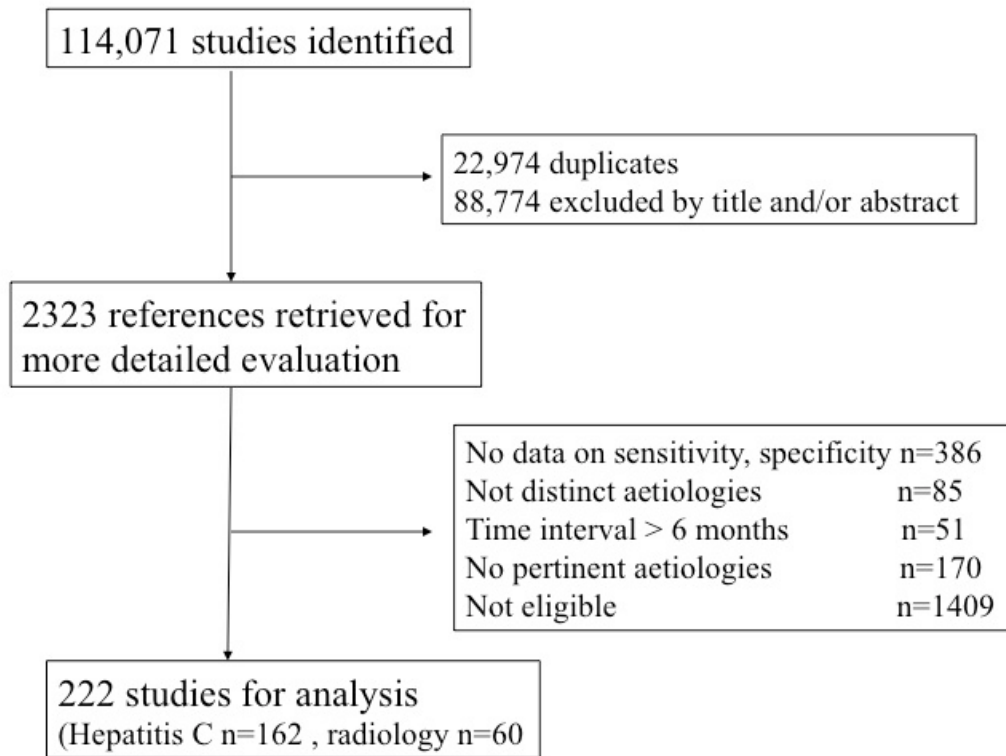 114,071 studies identified
22,974 duplicates
88,774 excluded by title and/or abstract
2323 references retrieved for
more detailed evaluation
No data on sensitivity, specificity n=386
Not distinct aetiologies n=85
Time interval > 6 months n=51
No pertinent aetiologies n=170
Not eligible n=1409
222 studies for analysis
(Hepatitis C n=162 , radiology n=60